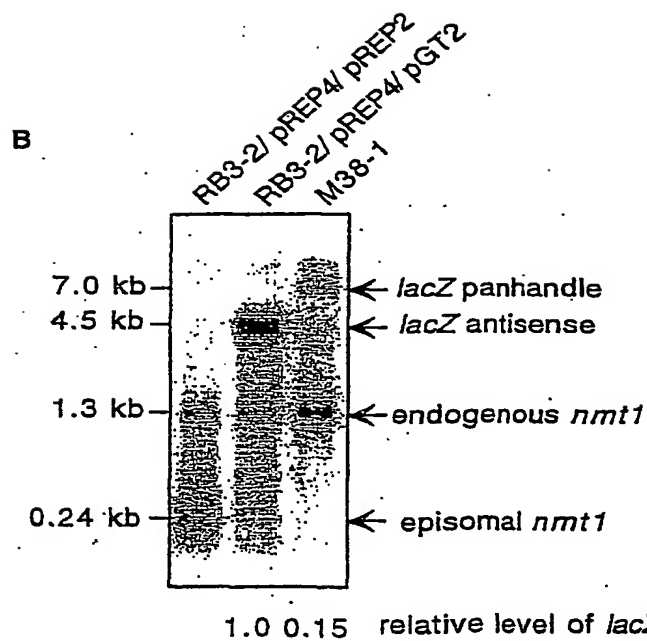 B
RB3-2/ pREP4/ pREP2
RB3-2/ pREP4/ pGT2
M38-1
7.0 kb
lacZ panhandle
4.5 kb
lacZ antisense
1.3 kb
endogenous nmt1
0.24 kb
episomal nmt1
1.0 0.15 relative level of lac